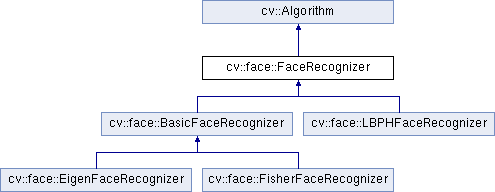 cv::Algorithm
cv::face::FaceRecognizer
cv::face::BasicFaceRecognizer
cv::face::LBPHFaceRecognizer
cv::face::EigenFaceRecognizer
cv::face::FisherFaceRecognizer